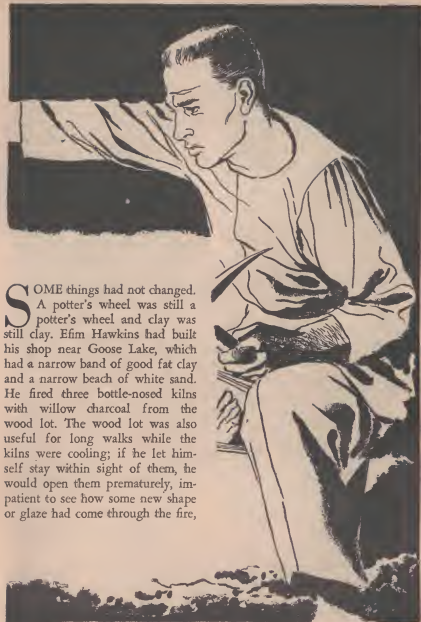 SOME things had not changed.
A potter's wheel was still a
potter's wheel and clay was
still clay. Efim Hawkins had built
his shop near Goose Lake, which
had a narrow band of good fat clay
and a narrow beach of white sand.
He fired three bottle-nosed kilns
with willow charcoal from the
wood lot. The wood lot was also
useful for long walks while the
kilns were cooling; if he let him-
self stay within sight of them, he
would open them prematurely, im-
patient to see how some new shape
or glaze had come through the fire,